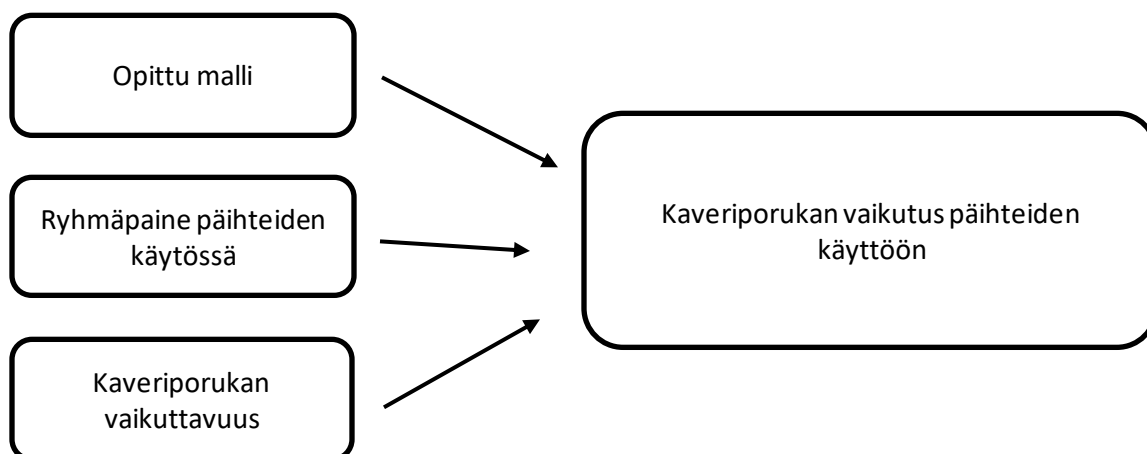 Opittu malli
Ryhmäpaine päihteiden
käytössä
Kaveriporukan
vaikuttavuus
Kaveriporukan vaikutus päihteiden
käyttöön